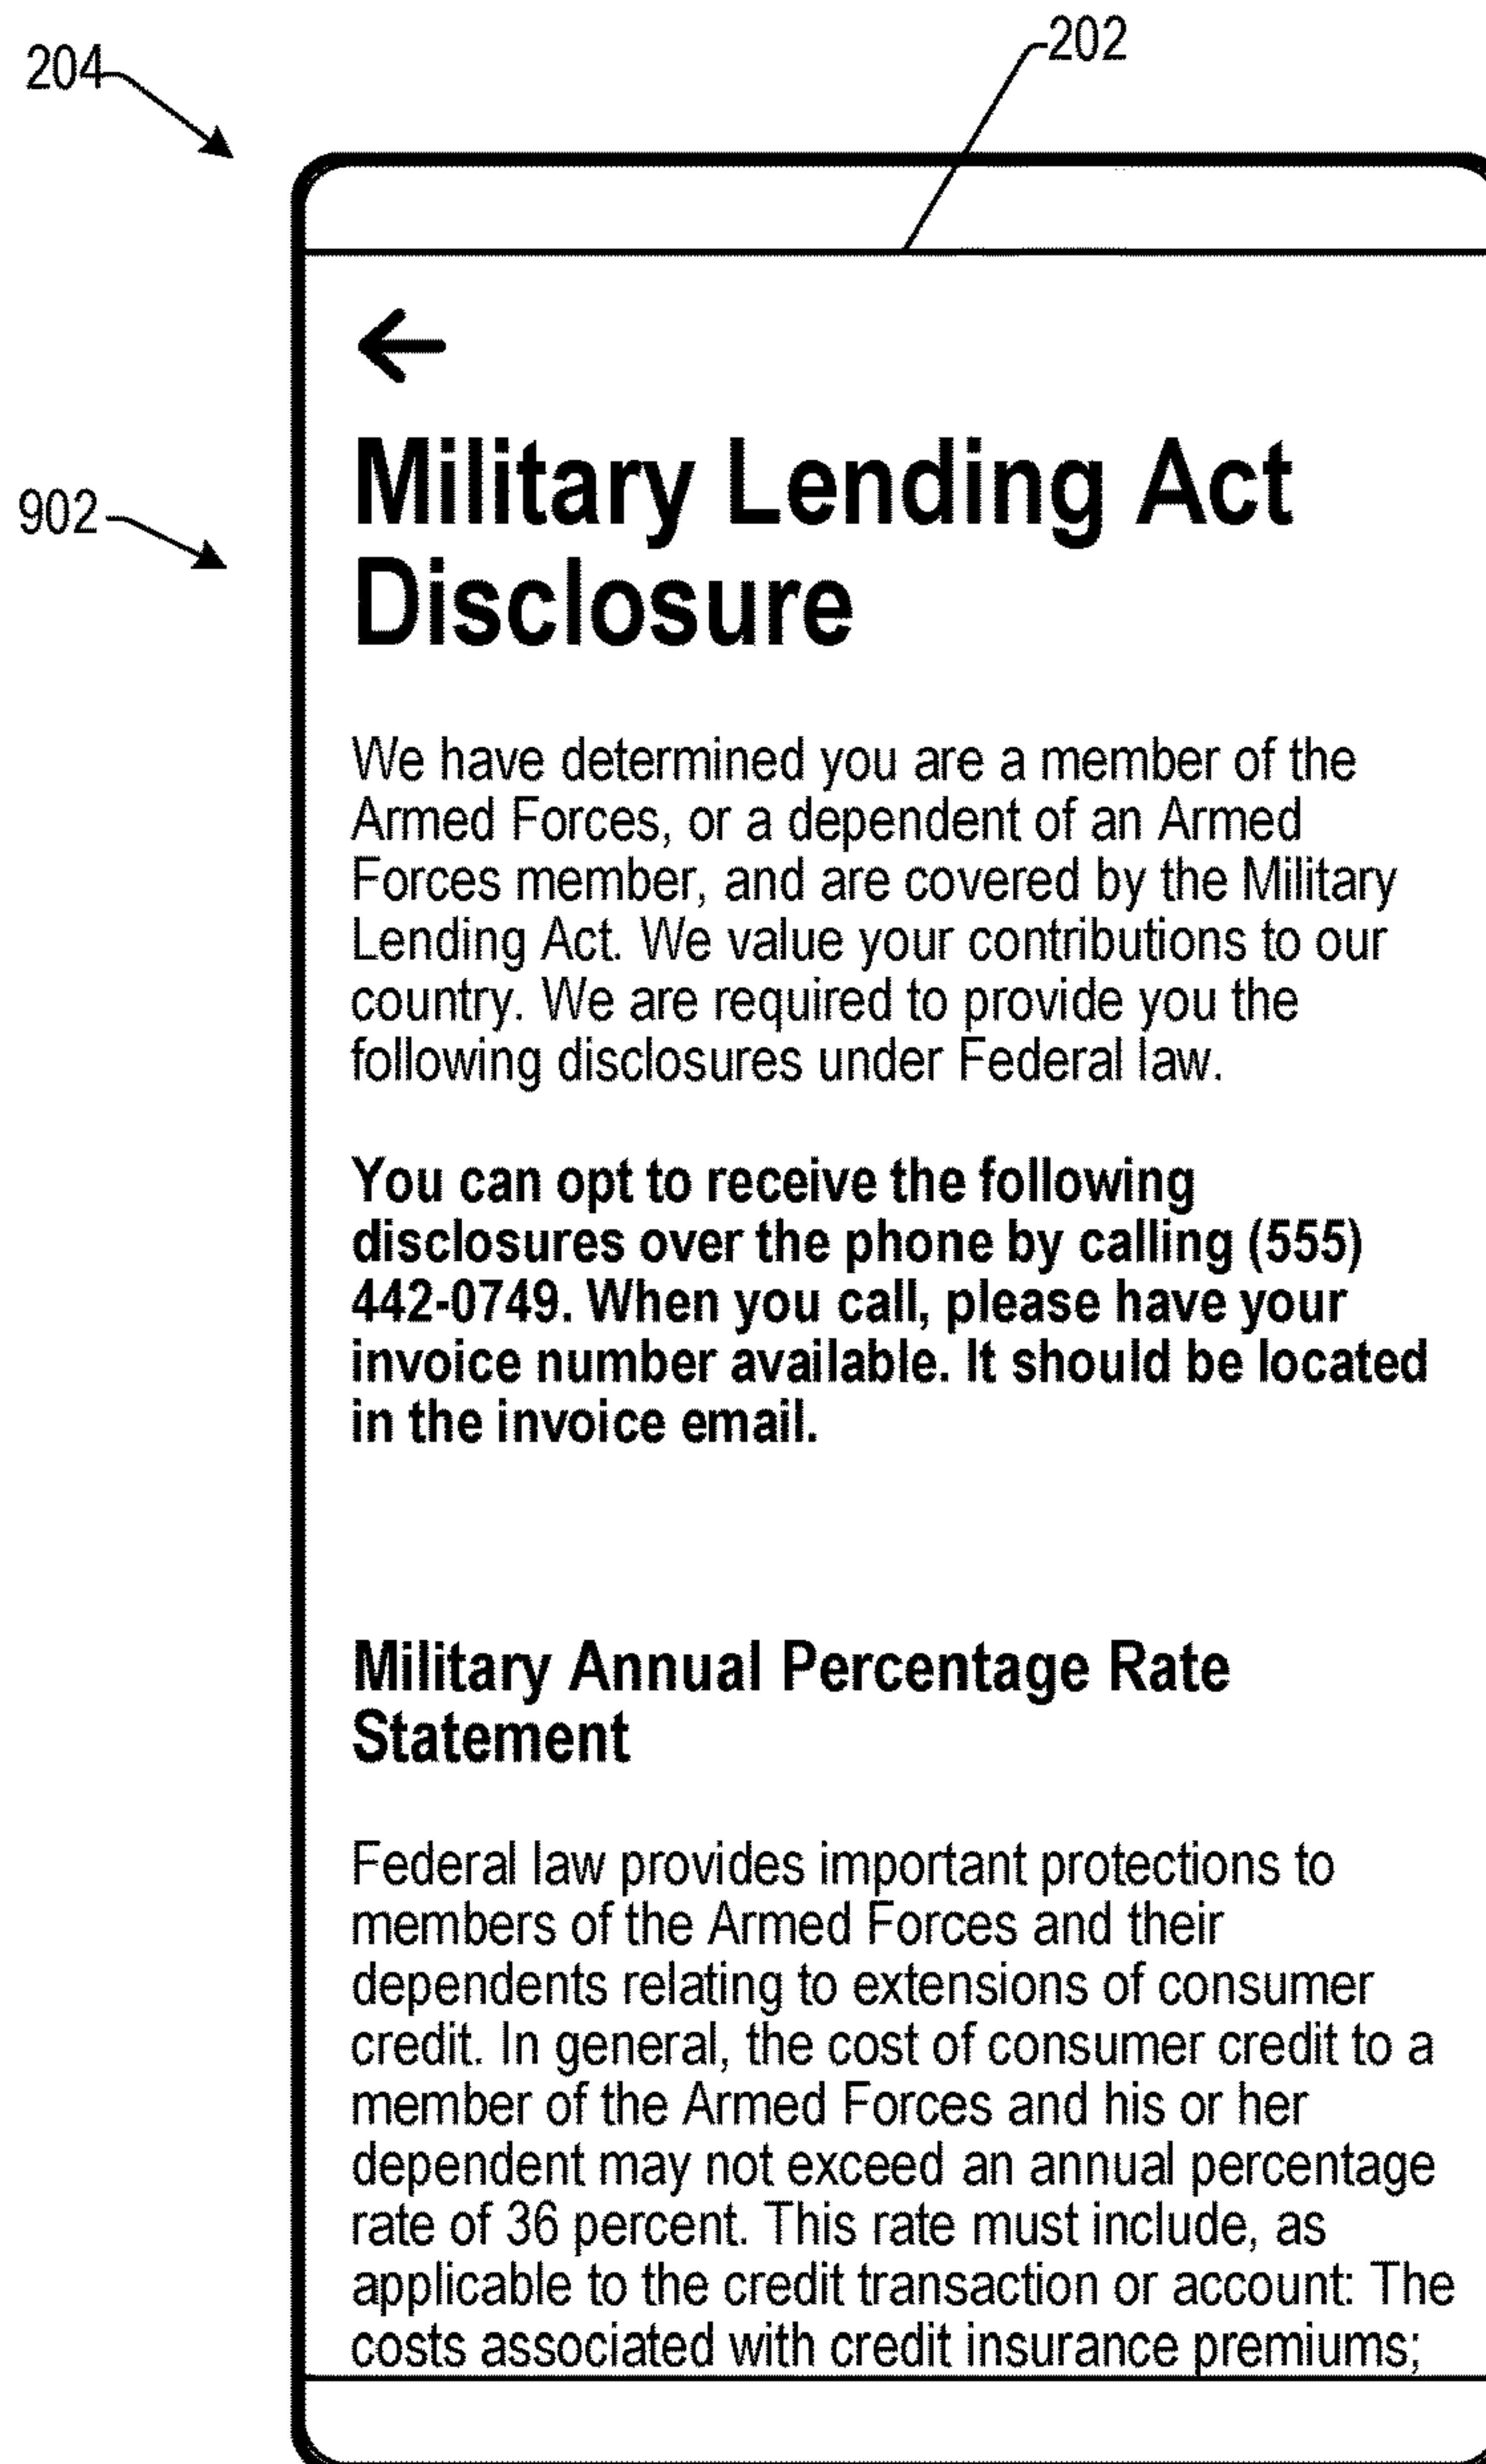 204
202
902
Military Lending Act
Disclosure
We have determined you are a member of the
Armed Forces, or a dependent of an Armed
Forces member, and are covered by the Military
Lending Act. We value your contributions to our
country. We are required to provide you the
following disclosures under Federal law.
You can opt to receive the following
disclosures over the phone by calling (555)
442-0749. When you call, please have your
invoice number available. It should be located
in the invoice email.
Military Annual Percentage Rate
Statement
Federal law provides important protections to
members of the Armed Forces and their
dependents relating to extensions of consumer
credit. In general, the cost of consumer credit to a
member of the Armed Forces and his or her
dependent may not exceed an annual percentage
rate of 36 percent. This rate must include, as
applicable to the credit transaction or account: The
costs associated with credit insurance premiums;